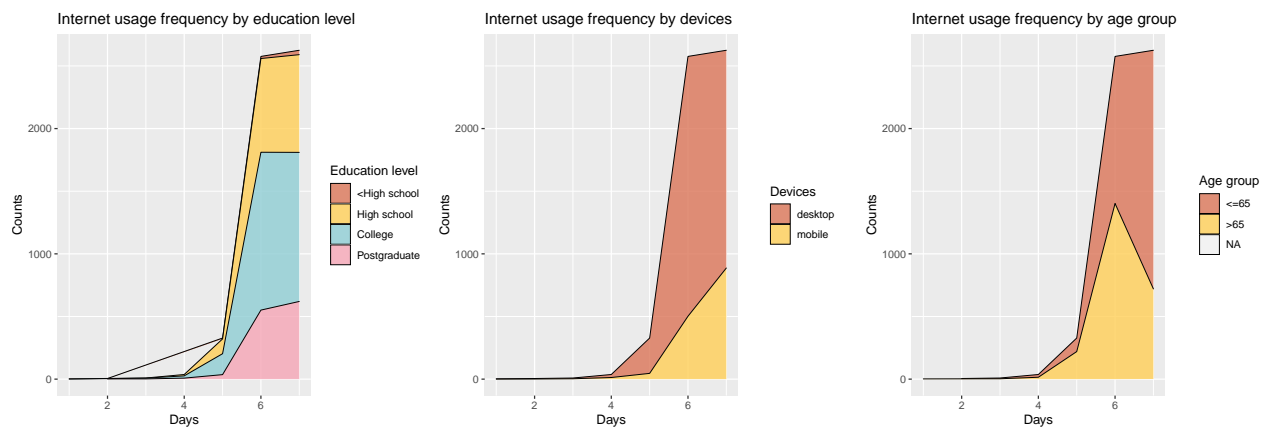 Internet usage frequency by education level
Counts
2000
1000
0
2
4
6
Days
Education level
<High school
High school
College
Postgraduate
Internet usage frequency by devices
Counts
2000
1000
0
2
4
6
Days
Devices
desktop
mobile
Internet usage frequency by age group
Counts
2000
1000
0
2
4
6
Days
Age group
<=65
>65
NA